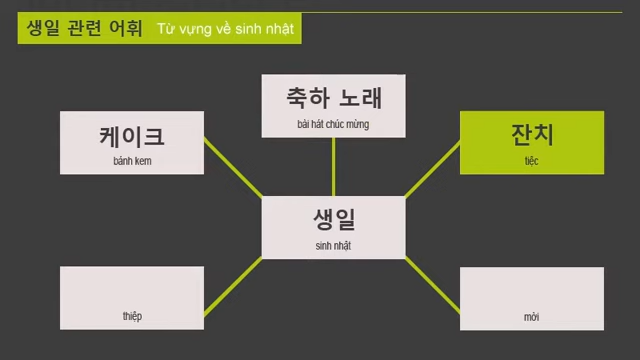 생일 관련 어휘 Từ vựng về sinh nhật
축하 노래
bài hát chúc mừng
케이크
bánh kem
잔치
tiệc
생일
sinh nhật
thiệp
mời